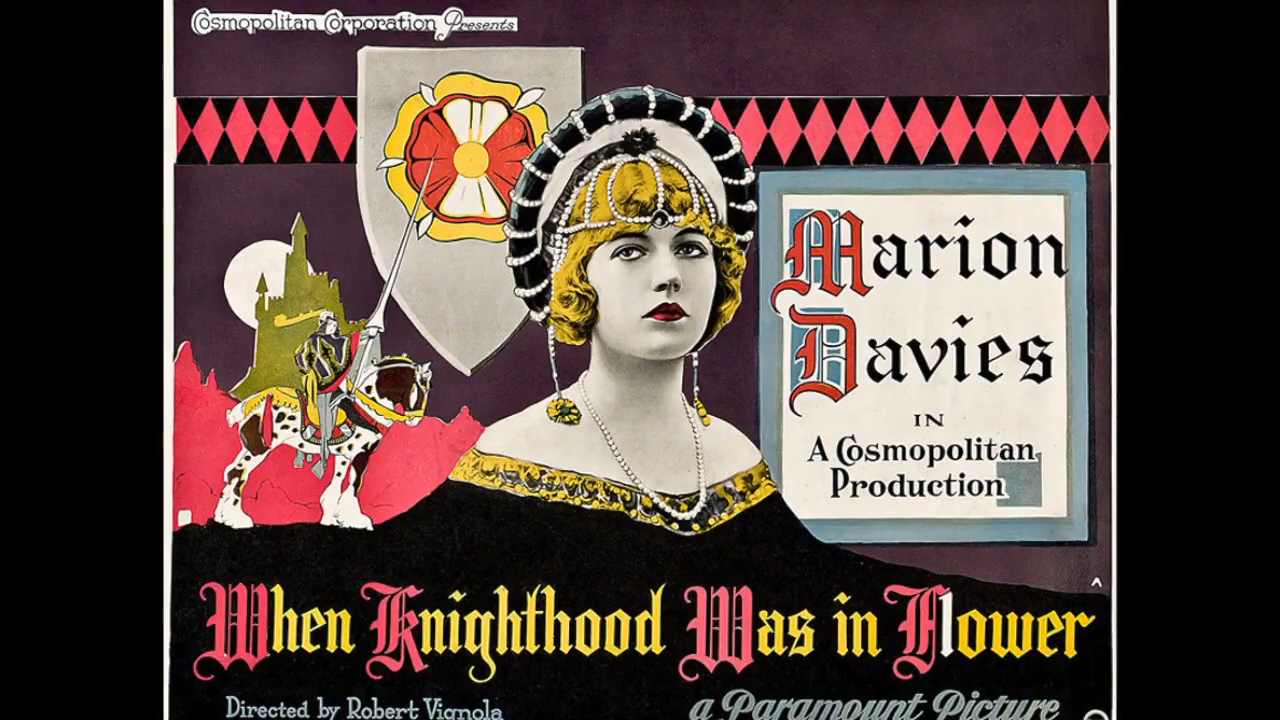 Cosmopolitan Corporation Presents
Marion
Davies
IN
A Cosmopolitan
Production
When Knighthood Was in Flower
Directed by Robert Vignola
a Paramount Picture